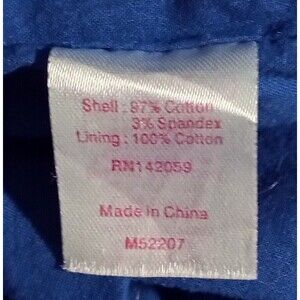 Shell : 97% Cotton
3% Spandex
Lining : 100% Cotton
RN142059
Made in China
M52207